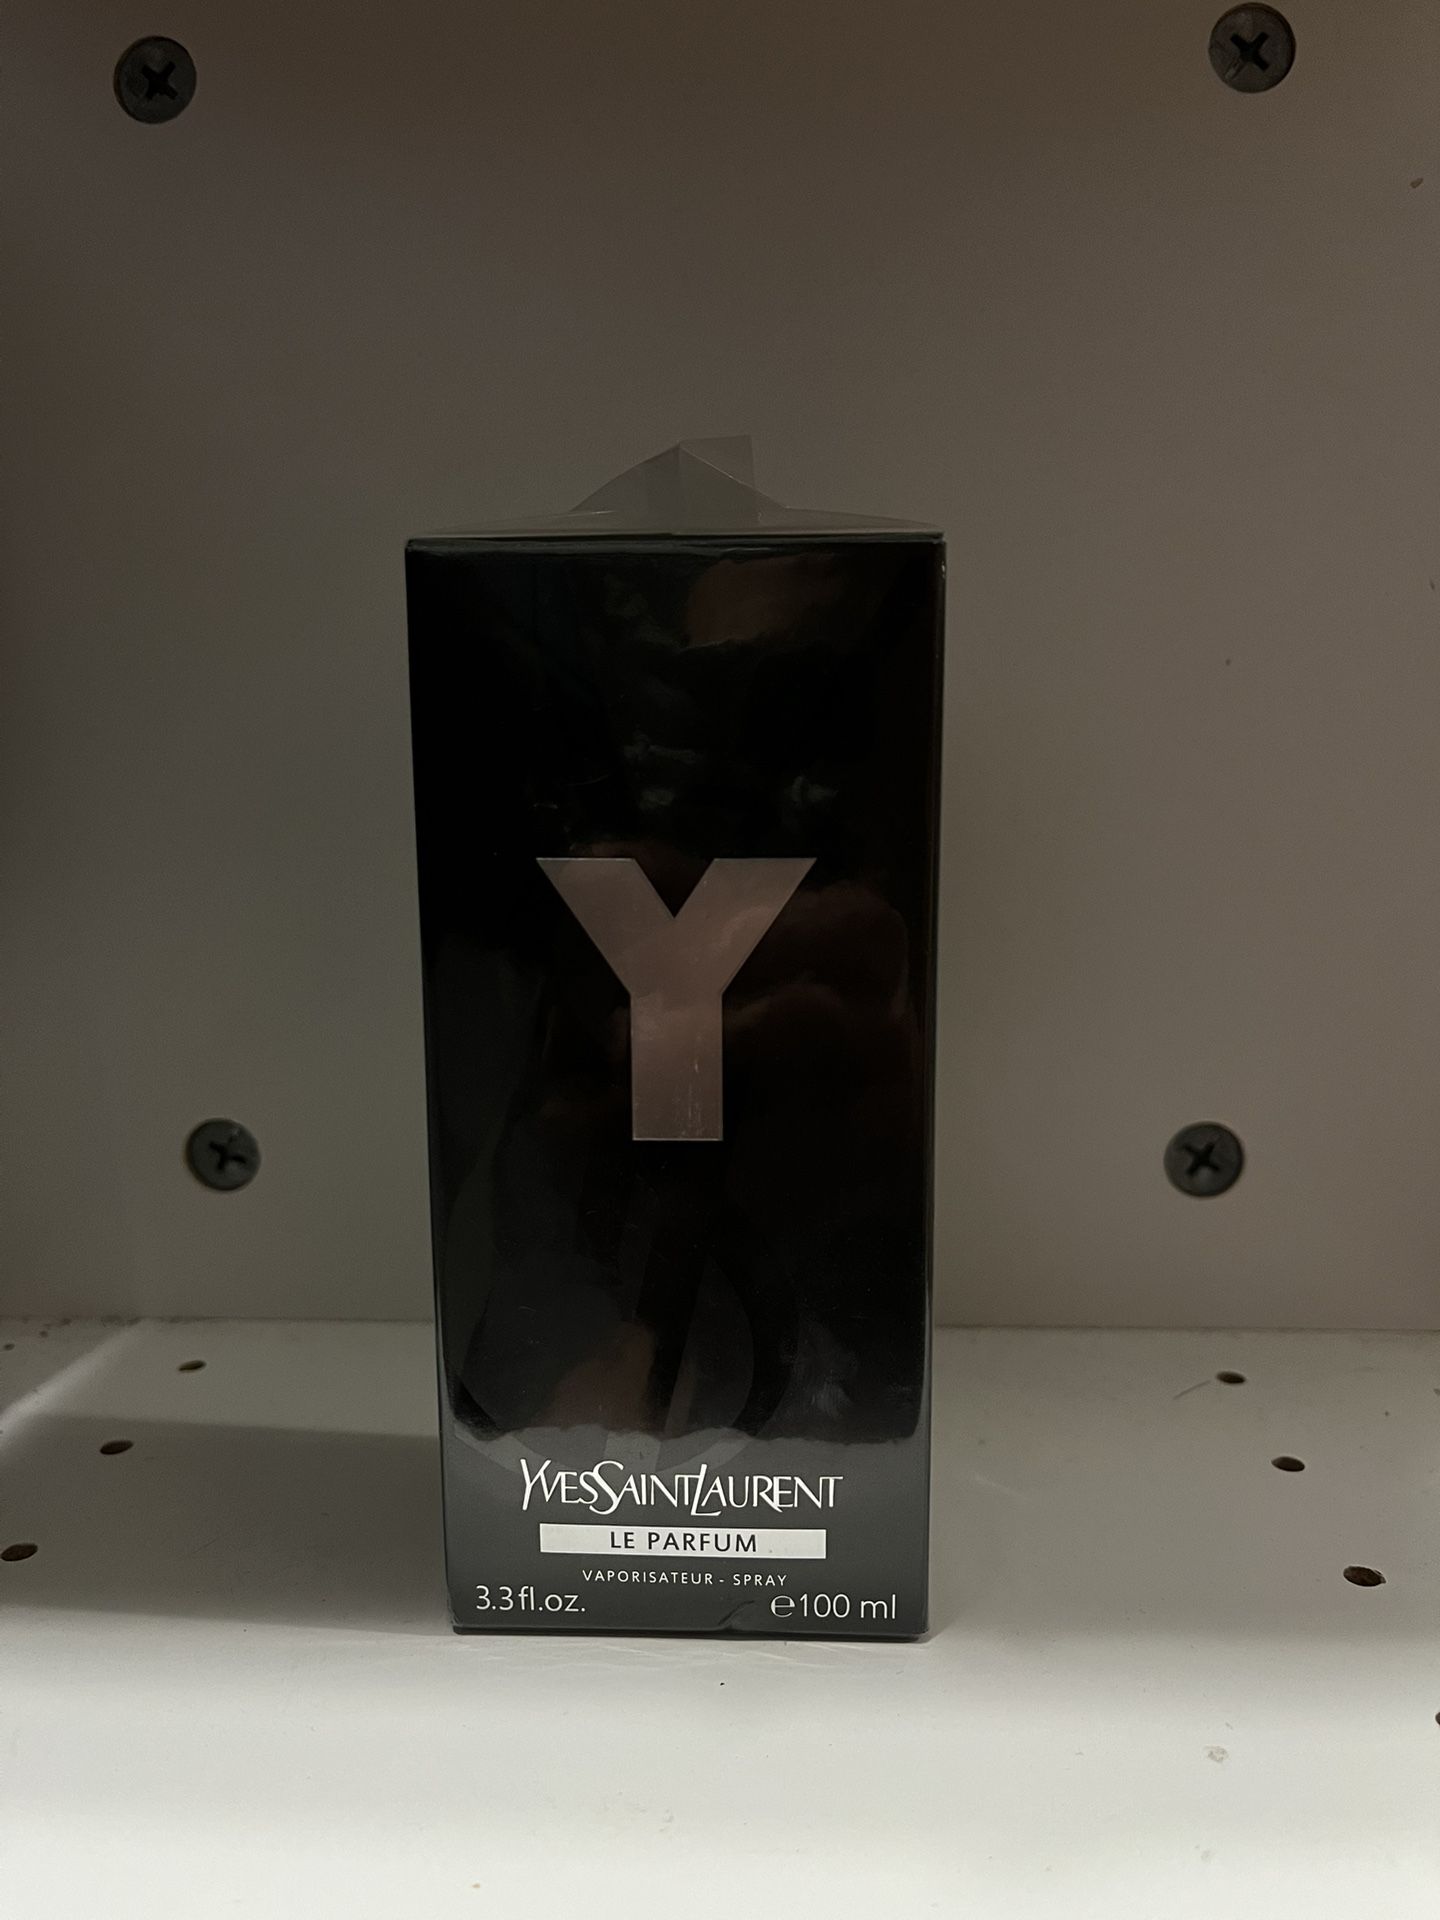 Y
YVESSAINTLAURENT
LE PARFUM
VAPORISATEUR - SPRAY
3.3fl.oz. ℮100 ml